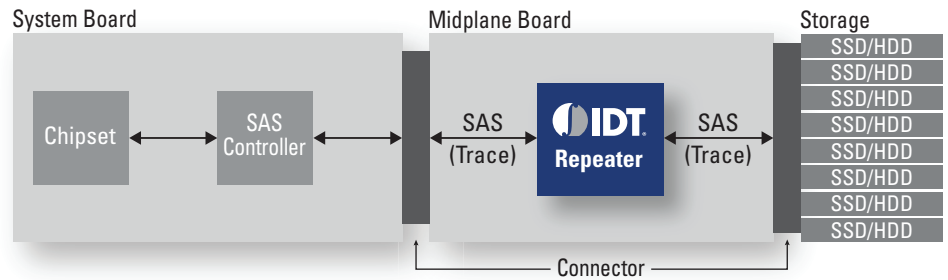 System Board
Midplane Board
Storage
Chipset
SAS
Controller
SAS
(Trace)
IDT.
Repeater
SAS
(Trace)
SSD/HDD
SSD/HDD
SSD/HDD
SSD/HDD
SSD/HDD
SSD/HDD
SSD/HDD
SSD/HDD
Connector